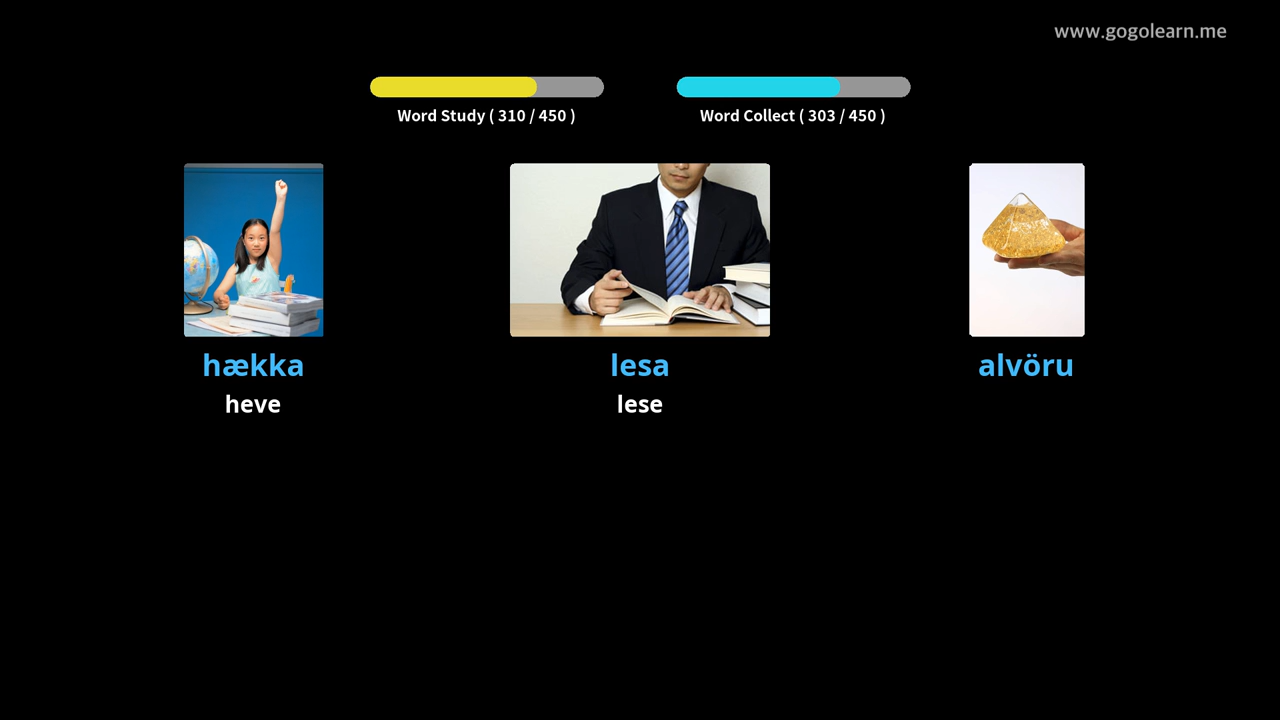 www.gogolearn.me
Word Study ( 310 / 450 )
Word Collect ( 303 / 450 )
hækka
lesa
alvöru
heve
lese